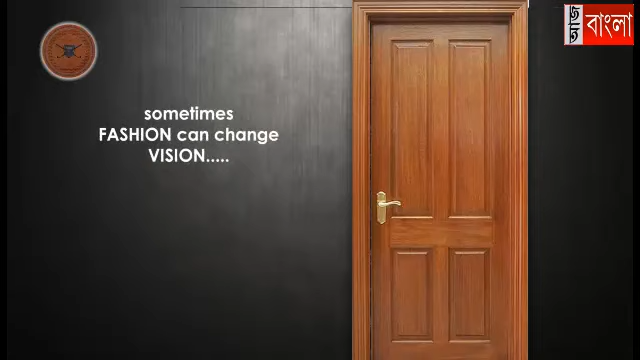 আজ
বাংলা
sometimes
FASHION can change
VISION.....